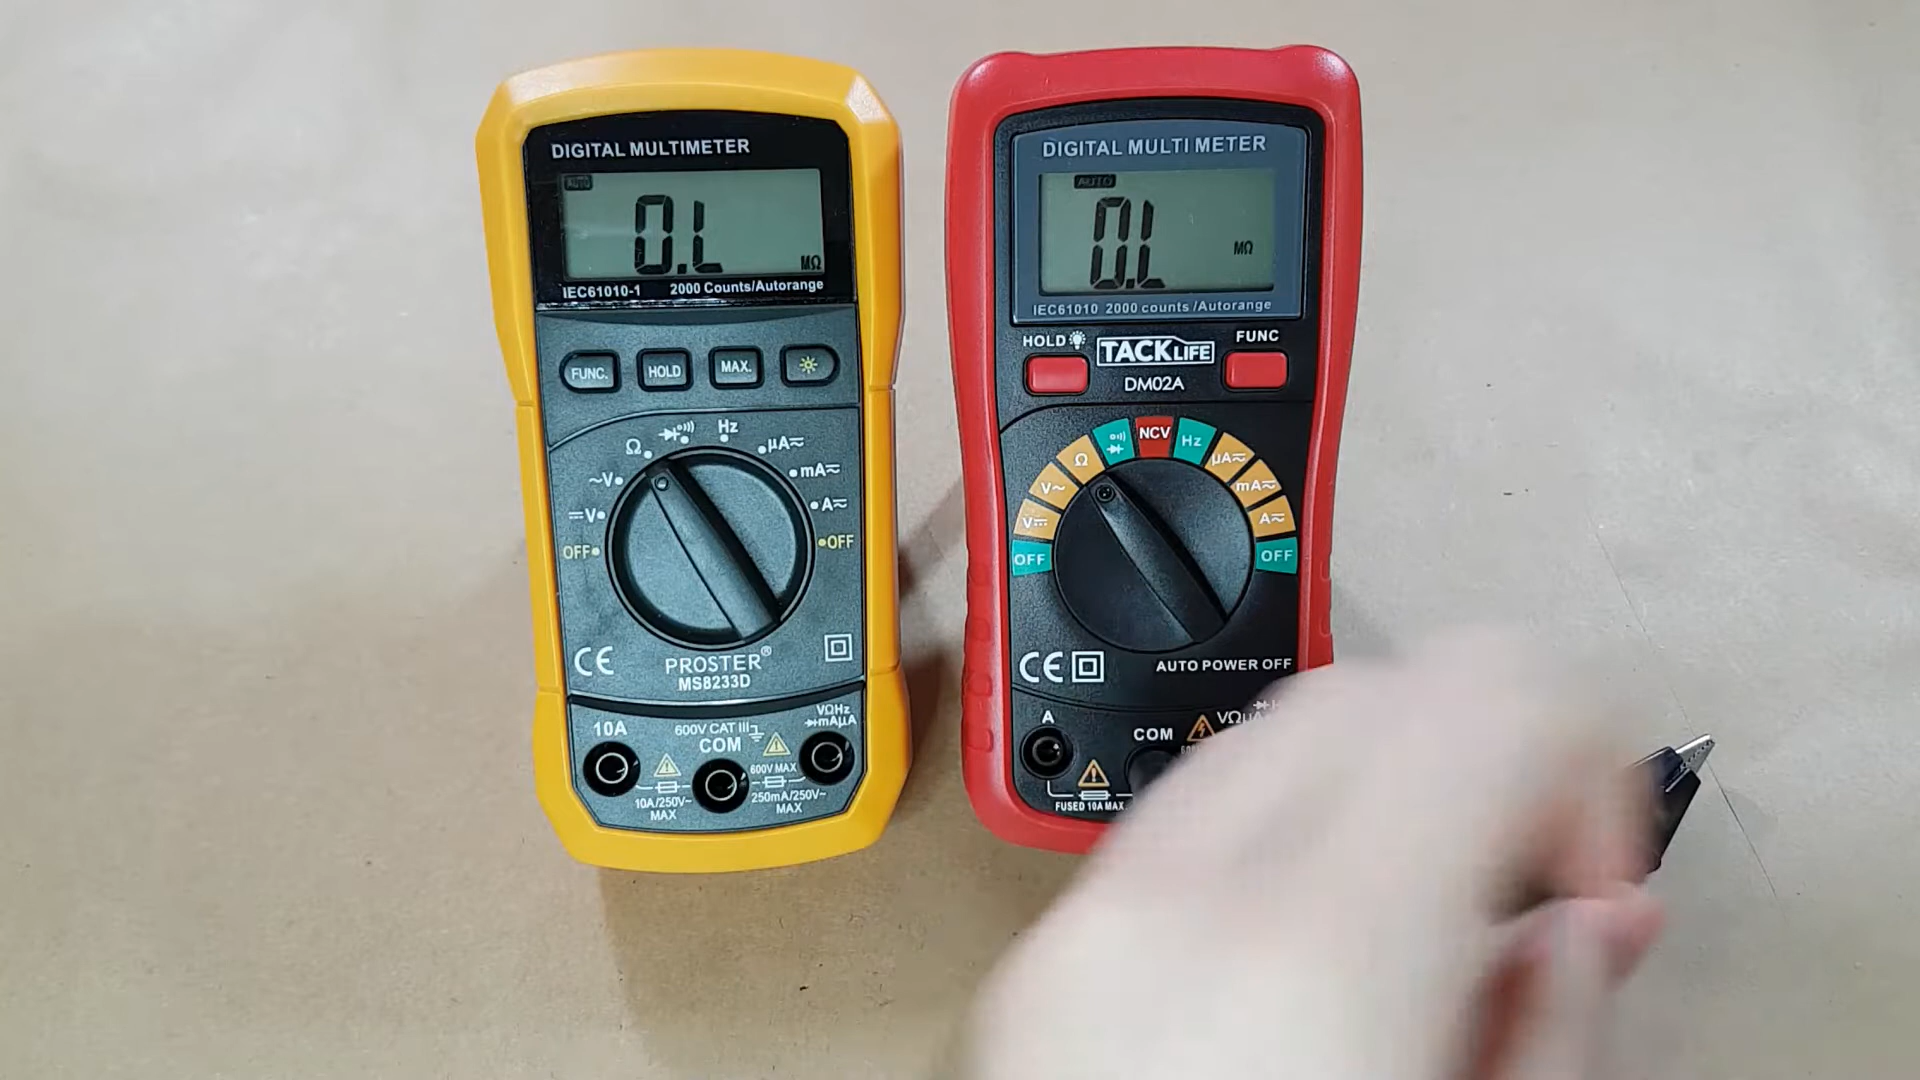 DIGITAL MULTIMETER
AUTO
0.L
MΩ
IEC61010-1 2000 Counts/Autorange
FUNC. HOLD MAX.
Hz
Ω
µA
~V
mA
V
A
OFF
OFF
CE
PROSTER®
MS8233D
VΩHz
mAµA
10A
600V CAT III
COM
600V MAX
10A/250V~
MAX
250mA/250V~
MAX
DIGITAL MULTI METER
AUTO
0.L
MΩ
IEC61010 2000 counts /Autorange
HOLD
FUNC
TACKLIFE
DM02A
NCV
Hz
Ω
µA
V~
mA
V
A
OFF
OFF
CE
AUTO POWER OFF
A
COM
FUSED 10A MAX